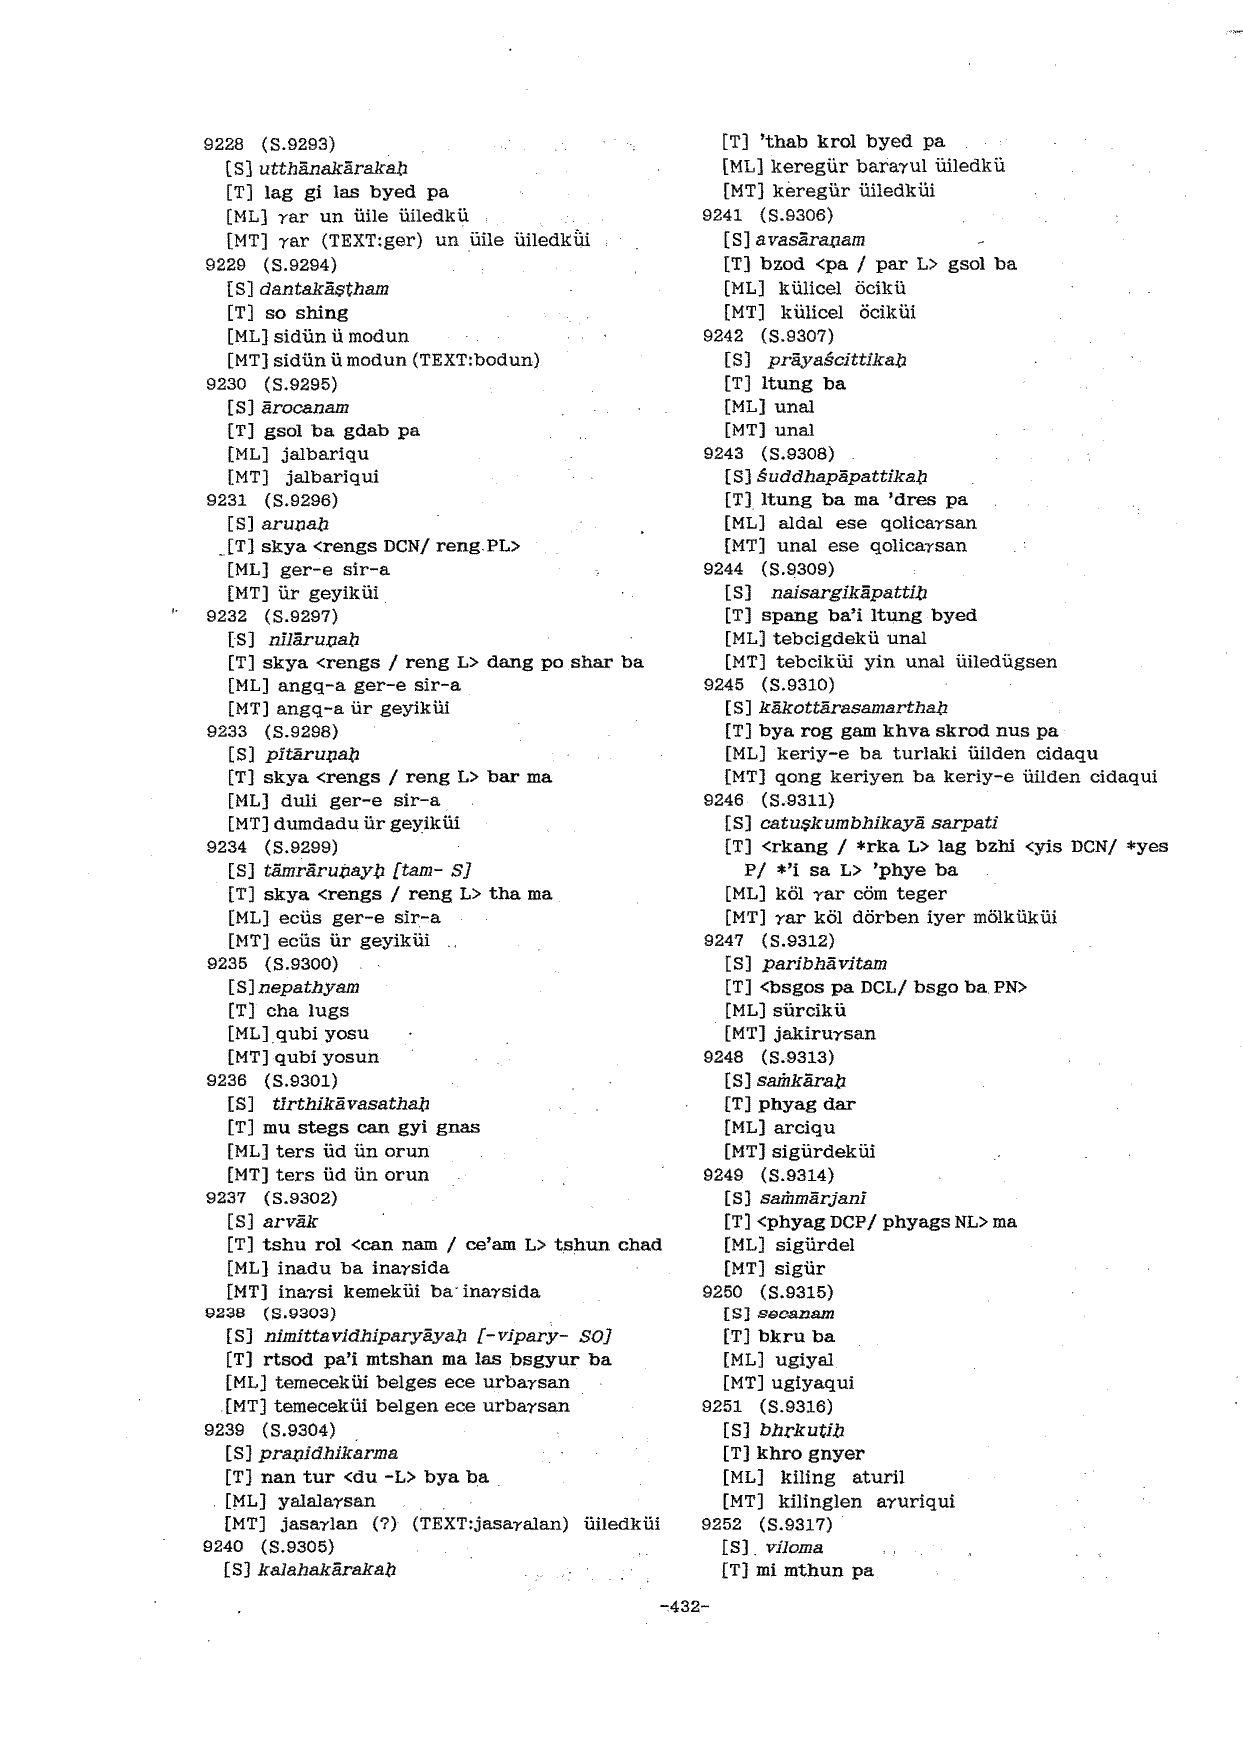 9228 (S.9293)
[S] utthānakārakaḥ
[T] lag gi las byed pa
[ML] γar un üile üiledkü
[MT] γar (TEXT:ger) un üile üiledküi
9229 (S.9294)
[S] dantakāṣṭham
[T] so shing
[ML] sidün ü modun
[MT] sidün ü modun (TEXT:bodun)
9230 (S.9295)
[S] ārocanam
[T] gsol ba gdab pa
[ML] jalbariqu
[MT] jalbariqui
9231 (S.9296)
[S] aruṇaḥ
[T] skya <rengs DCN/ reng PL>
[ML] ger-e sir-a
[MT] ür geyiküi
9232 (S.9297)
[S] nīlāruṇaḥ
[T] skya <rengs / reng L> dang po shar ba
[ML] angq-a ger-e sir-a
[MT] angq-a ür geyiküi
9233 (S.9298)
[S] pītāruṇaḥ
[T] skya <rengs / reng L> bar ma
[ML] duli ger-e sir-a
[MT] dumdadu ür geyiküi
9234 (S.9299)
[S] tāmrāruṇayḥ [tam- S]
[T] skya <rengs / reng L> tha ma
[ML] ecüs ger-e sir-a
[MT] ecüs ür geyiküi
9235 (S.9300)
[S] nepathyam
[T] cha lugs
[ML] qubi yosu
[MT] qubi yosun
9236 (S.9301)
[S] tīrthikāvasathaḥ
[T] mu stegs can gyi gnas
[ML] ters üd ün orun
[MT] ters üd ün orun
9237 (S.9302)
[S] arvāk
[T] tshu rol <can nam / ce'am L> tshun chad
[ML] inadu ba inaγsida
[MT] inaγsi kemeküi ba inaγsida
9238 (S.9303)
[S] nimittavidhiparyāyaḥ [-vipary- SO]
[T] rtsod pa'i mtshan ma las bsgyur ba
[ML] temeceküi belges ece urbaγsan
[MT] temeceküi belgen ece urbaγsan
9239 (S.9304)
[S] praṇidhikarma
[T] nan tur <du -L> bya ba
[ML] yalalaγsan
[MT] jasaγlan (?) (TEXT:jasaγalan) üiledküi
9240 (S.9305)
[S] kalahakārakaḥ
[T] 'thab krol byed pa
[ML] keregür baraγul üiledkü
[MT] keregür üiledküi
9241 (S.9306)
[S] avasāraṇam
[T] bzod <pa / par L> gsol ba
[ML] külicel öcikü
[MT] külicel öciküi
9242 (S.9307)
[S] prāyaścittikaḥ
[T] ltung ba
[ML] unal
[MT] unal
9243 (S.9308)
[S] śuddhapāpattikaḥ
[T] ltung ba ma 'dres pa
[ML] aldal ese qolicaγsan
[MT] unal ese qolicaγsan
9244 (S.9309)
[S] naisargikāpattiḥ
[T] spang ba'i ltung byed
[ML] tebcigdekü unal
[MT] tebciküi yin unal üiledügsen
9245 (S.9310)
[S] kākottārasamarthaḥ
[T] bya rog gam khva skrod nus pa
[ML] keriy-e ba turlaki üilden cidaqu
[MT] qong keriyen ba keriy-e üilden cidaqui
9246 (S.9311)
[S] catuṣkumbhikayā sarpati
[T] <rkang / *rka L> lag bzhi <yis DCN/ *yes
P/ *'i sa L> 'phye ba
[ML] köl γar cöm teger
[MT] γar köl dörben iyer mölküküi
9247 (S.9312)
[S] paribhāvitam
[T] <bsgos pa DCL/ bsgo ba PN>
[ML] sürcikü
[MT] jakiruγsan
9248 (S.9313)
[S] saṁkāraḥ
[T] phyag dar
[ML] arciqu
[MT] sigürdeküi
9249 (S.9314)
[S] saṁmārjanī
[T] <phyag DCP/ phyags NL> ma
[ML] sigürdel
[MT] sigür
9250 (S.9315)
[S] secanam
[T] bkru ba
[ML] ugiyal
[MT] ugiyaqui
9251 (S.9316)
[S] bhṛkuṭiḥ
[T] khro gnyer
[ML] kiling aturil
[MT] kilinglen aγuriqui
9252 (S.9317)
[S] viloma
[T] mi mthun pa
-432-